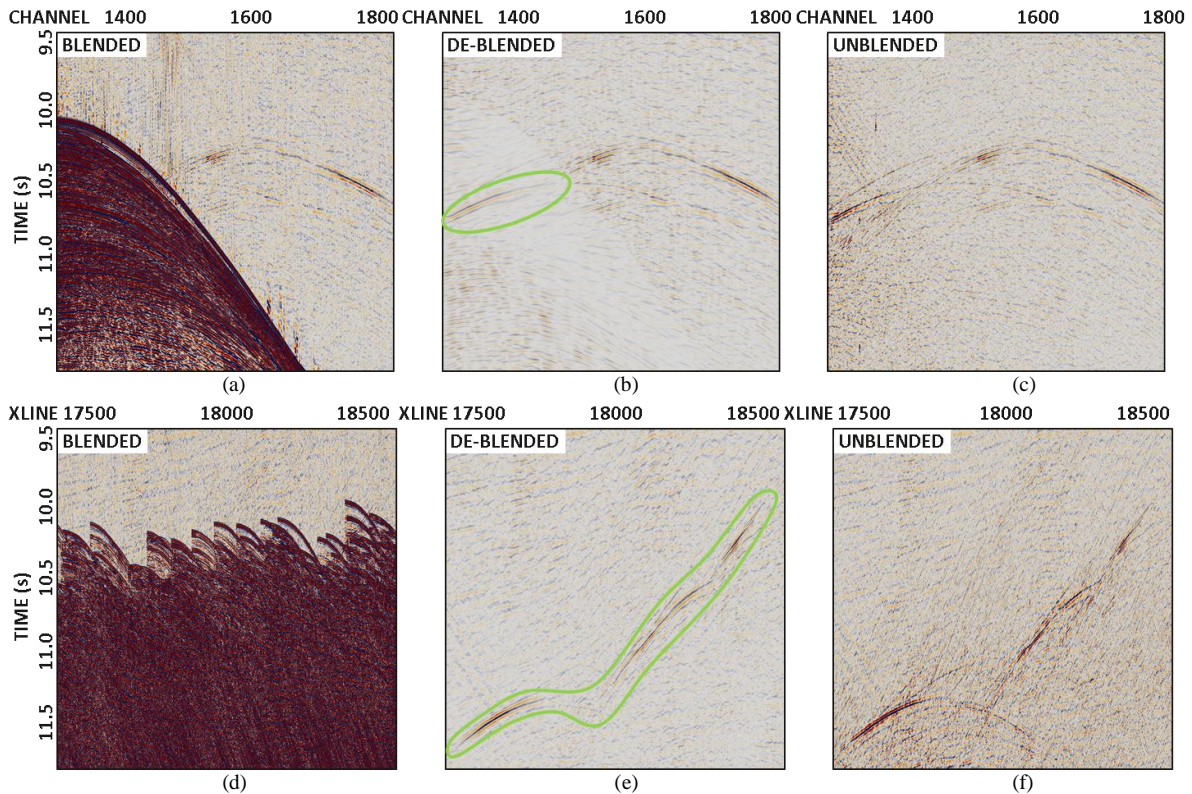 CHANNEL 1400 1600 1800 CHANNEL 1400 1600 1800 CHANNEL 1400 1600 1800
BLENDED DE-BLENDED UNBLENDED
9.5
10.0
10.5
11.0
11.5
TIME (s)
(a) (b) (c)
XLINE 17500 18000 18500 XLINE 17500 18000 18500 XLINE 17500 18000 18500
BLENDED DE-BLENDED UNBLENDED
9.5
10.0
10.5
11.0
11.5
TIME (s)
(d) (e) (f)